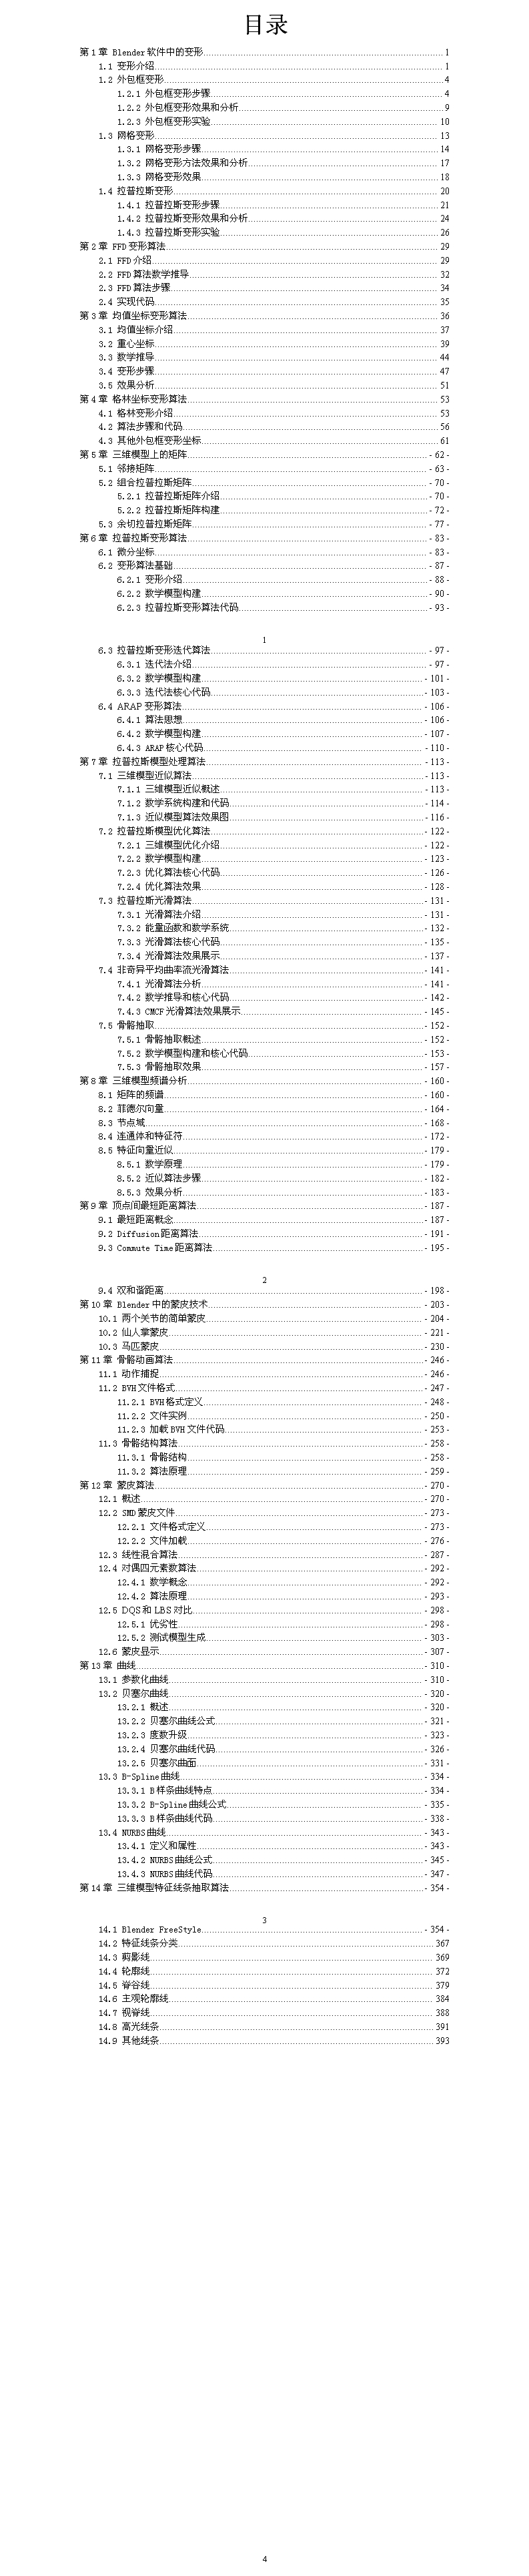 目录
第 1 章 Blender 软件中的变形 1
1.1 变形介绍 1
1.2 外包框变形 4
1.2.1 外包框变形步骤 4
1.2.2 外包框变形效果和分析 9
1.2.3 外包框变形实验 10
1.3 网格变形 13
1.3.1 网格变形步骤 14
1.3.2 网格变形方法效果和分析 17
1.3.3 网格变形效果 18
1.4 拉普拉斯变形 20
1.4.1 拉普拉斯变形步骤 21
1.4.2 拉普拉斯变形效果和分析 24
1.4.3 拉普拉斯变形实验 26
第 2 章 FFD 变形算法 29
2.1 FFD 介绍 29
2.2 FFD 算法数学推导 32
2.3 FFD 算法步骤 34
2.4 实现代码 35
第 3 章 均值坐标变形算法 36
3.1 均值坐标介绍 37
3.2 重心坐标 39
3.3 数学推导 44
3.4 变形步骤 47
3.5 效果分析 51
第 4 章 格林坐标变形算法 53
4.1 格林变形介绍 53
4.2 算法步骤和代码 56
4.3 其他外包框变形坐标 61
第 5 章 三维模型上的矩阵 - 62 -
5.1 邻接矩阵 - 63 -
5.2 组合拉普拉斯矩阵 - 70 -
5.2.1 拉普拉斯矩阵介绍 - 70 -
5.2.2 拉普拉斯矩阵构建 - 72 -
5.3 余切拉普拉斯矩阵 - 77 -
第 6 章 拉普拉斯变形算法 - 83 -
6.1 微分坐标 - 83 -
6.2 变形算法基础 - 87 -
6.2.1 变形介绍 - 88 -
6.2.2 数学模型构建 - 90 -
6.2.3 拉普拉斯变形算法代码 - 93 -
1
6.3 拉普拉斯变形迭代算法 - 97 -
6.3.1 迭代法介绍 - 97 -
6.3.2 数学模型构建 - 101 -
6.3.3 迭代法核心代码 - 103 -
6.4 ARAP 变形算法 - 106 -
6.4.1 算法思想 - 106 -
6.4.2 数学模型构建 - 107 -
6.4.3 ARAP 核心代码 - 110 -
第 7 章 拉普拉斯模型处理算法 - 113 -
7.1 三维模型近似算法 - 113 -
7.1.1 三维模型近似概述 - 113 -
7.1.2 数学系统构建和代码 - 114 -
7.1.3 近似模型算法效果图 - 116 -
7.2 拉普拉斯模型优化算法 - 122 -
7.2.1 三维模型优化介绍 - 122 -
7.2.2 数学模型构建 - 123 -
7.2.3 优化算法核心代码 - 126 -
7.2.4 优化算法效果 - 128 -
7.3 拉普拉斯光滑算法 - 131 -
7.3.1 光滑算法介绍 - 131 -
7.3.2 能量函数和数学系统 - 132 -
7.3.3 光滑算法核心代码 - 135 -
7.3.4 光滑算法效果展示 - 137 -
7.4 非奇异平均曲率流光滑算法 - 141 -
7.4.1 光滑算法分析 - 141 -
7.4.2 数学推导和核心代码 - 142 -
7.4.3 CMCF 光滑算法效果展示 - 145 -
7.5 骨骼抽取 - 152 -
7.5.1 骨骼抽取概述 - 152 -
7.5.2 数学模型构建和核心代码 - 153 -
7.5.3 骨骼抽取效果 - 157 -
第 8 章 三维模型频谱分析 - 160 -
8.1 矩阵的频谱 - 160 -
8.2 菲德尔向量 - 164 -
8.3 节点域 - 168 -
8.4 连通体和特征符 - 172 -
8.5 特征向量近似 - 179 -
8.5.1 数学原理 - 179 -
8.5.2 近似算法步骤 - 182 -
8.5.3 效果分析 - 183 -
第 9 章 顶点间最短距离算法 - 187 -
9.1 最短距离概念 - 187 -
9.2 Diffusion 距离算法 - 191 -
9.3 Commute Time 距离算法 - 195 -
2
9.4 双和谐距离 - 198 -
第 10 章 Blender 中的蒙皮技术 - 203 -
10.1 两个关节的简单蒙皮 - 204 -
10.2 仙人掌蒙皮 - 221 -
10.3 马匹蒙皮 - 230 -
第 11 章 骨骼动画算法 - 246 -
11.1 动作捕捉 - 246 -
11.2 BVH 文件格式 - 247 -
11.2.1 BVH 格式定义 - 248 -
11.2.2 文件实例 - 250 -
11.2.3 加载 BVH 文件代码 - 253 -
11.3 骨骼结构算法 - 258 -
11.3.1 骨骼结构 - 258 -
11.3.2 算法原理 - 259 -
第 12 章 蒙皮算法 - 270 -
12.1 概述 - 270 -
12.2 SMD 蒙皮文件 - 273 -
12.2.1 文件格式定义 - 273 -
12.2.2 文件加载 - 276 -
12.3 线性混合算法 - 287 -
12.4 对偶四元素数算法 - 292 -
12.4.1 数学概念 - 292 -
12.4.2 算法原理 - 293 -
12.5 DQS 和 LBS 对比 - 298 -
12.5.1 优劣性 - 298 -
12.5.2 测试模型生成 - 303 -
12.6 蒙皮显示 - 307 -
第 13 章 曲线 - 310 -
13.1 参数化曲线 - 310 -
13.2 贝塞尔曲线 - 320 -
13.2.1 概述 - 320 -
13.2.2 贝塞尔曲线公式 - 321 -
13.2.3 度数升级 - 323 -
13.2.4 贝塞尔曲线代码 - 326 -
13.2.5 贝塞尔曲面 - 331 -
13.3 B-Spline 曲线 - 334 -
13.3.1 B 样条曲线特点 - 334 -
13.3.2 B-Spline 曲线公式 - 335 -
13.3.3 B 样条曲线代码 - 338 -
13.4 NURBS 曲线 - 343 -
13.4.1 定义和属性 - 343 -
13.4.2 NURBS 曲线公式 - 345 -
13.4.3 NURBS 曲线代码 - 347 -
第 14 章 三维模型特征线条抽取算法 - 354 -
3
14.1 Blender FreeStyle - 354 -
14.2 特征线条分类 367
14.3 剪影线 369
14.4 轮廓线 372
14.5 脊谷线 379
14.6 主观轮廓线 384
14.7 视脊线 388
14.8 高光线条 391
14.9 其他线条 393
4